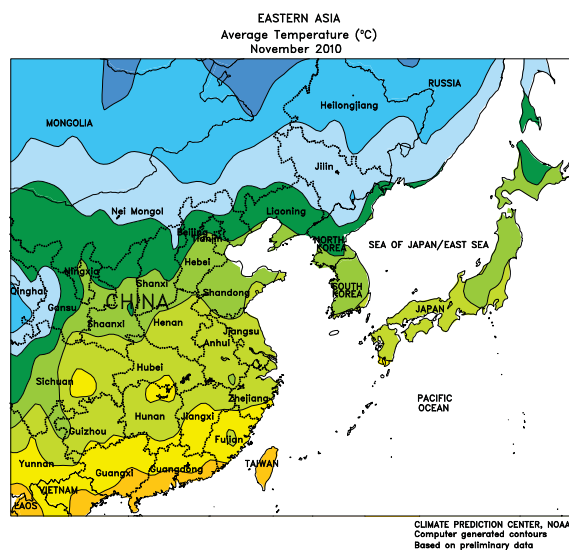 EASTERN ASIA
Average Temperature (°C)
November 2010
RUSSIA
Heilongjiang
MONGOLIA
Jilin
Nei Mongol
Liaoning
Beijing
Tianjin
NORTH
KOREA
SEA OF JAPAN/EAST SEA
Hebei
Ningxia
Shanxi
Qinghai
SOUTH
KOREA
Shandong
CHINA
Gansu
JAPAN
Shaanxi
Henan
Jiangsu
Anhui
Hubei
Sichuan
Zhejiang
PACIFIC
OCEAN
Hunan
Jiangxi
Guizhou
Fujian
Yunnan
TAIWAN
Guangxi
Guangdong
VIETNAM
LAOS
CLIMATE PREDICTION CENTER, NOAA
Computer generated contours
Based on preliminary data